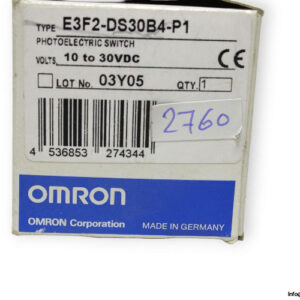 TYPE E3F2-DS30B4-P1
PHOTOELECTRIC SWITCH
VOLTS 10 to 30VDC CE
LOT No. 03Y05 QTY. 1
2760
4 536853 274344
OMRON
OMRON Corporation MADE IN GERMANY